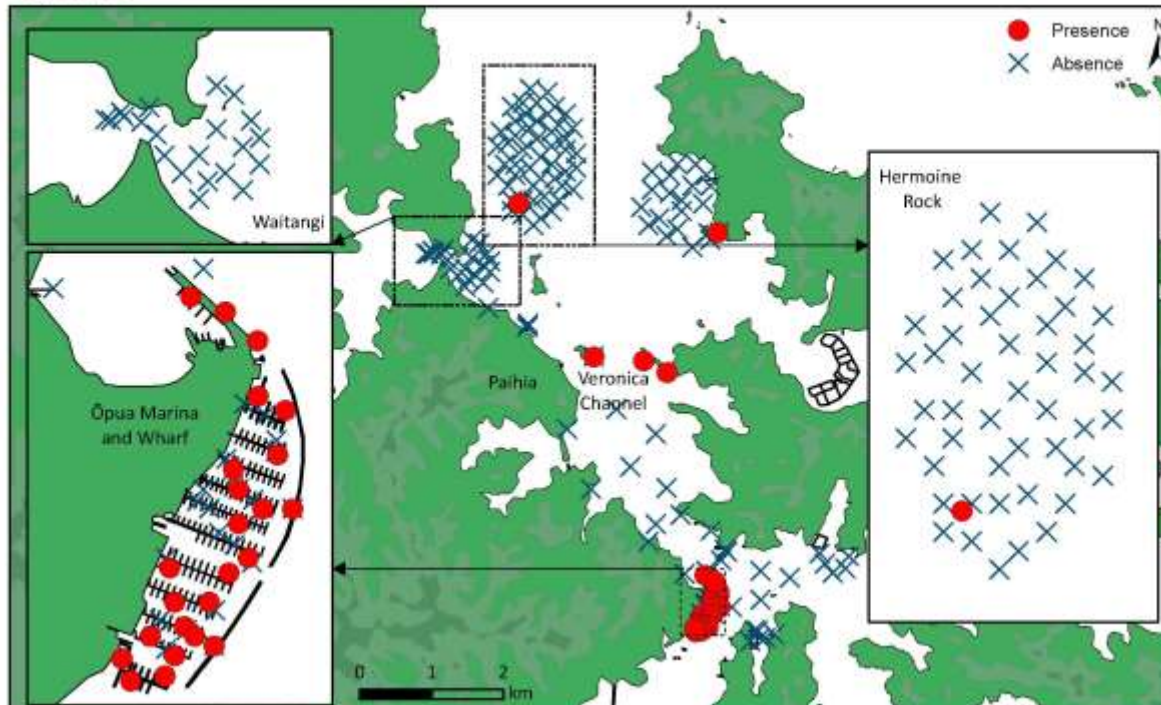 Presence
Absence
N
Waitangi
Hermoine
Rock
Ōpua Marina
and Wharf
Paihia
Veronica
Channel
0 1 2
km